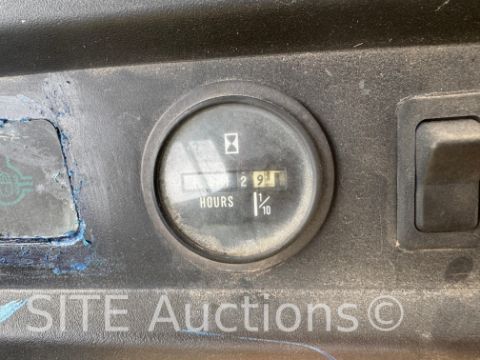 2 9
HOURS 1/10
SITE Auctions©